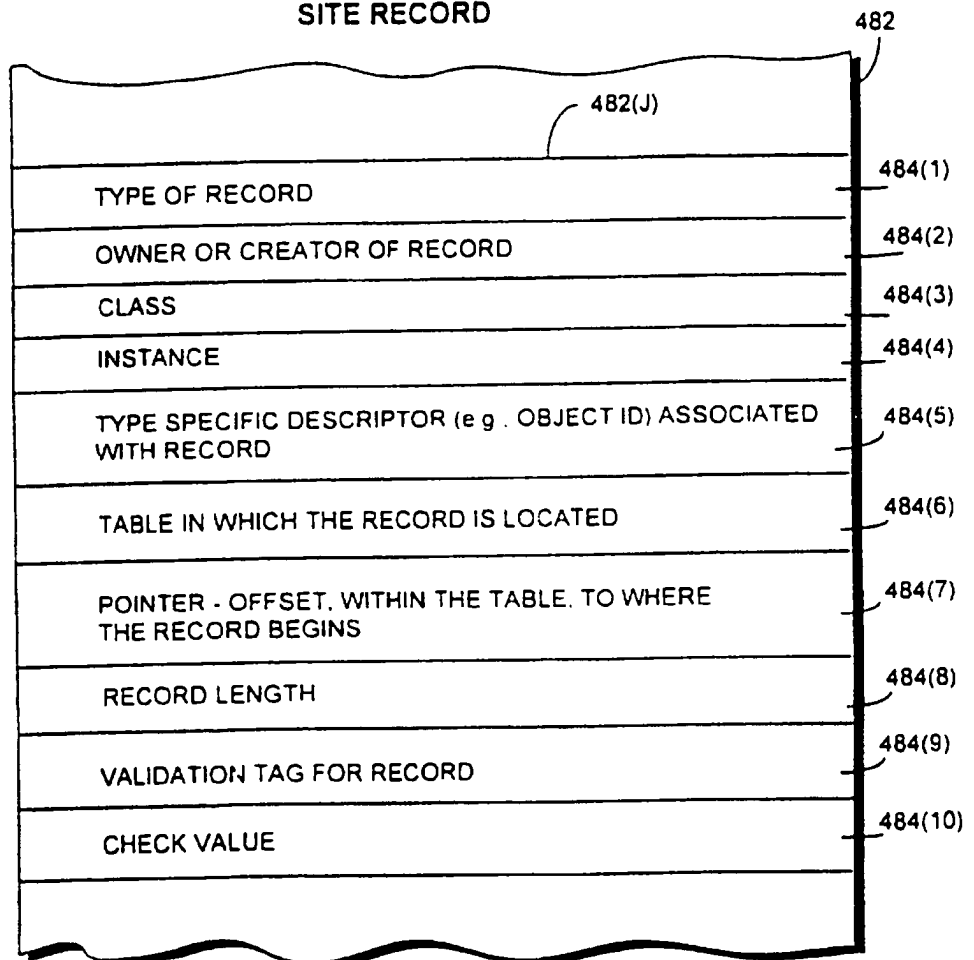 SITE RECORD
482
482(J)
TYPE OF RECORD
484(1)
OWNER OR CREATOR OF RECORD
484(2)
CLASS
484(3)
INSTANCE
484(4)
TYPE SPECIFIC DESCRIPTOR (e g . OBJECT ID) ASSOCIATED
WITH RECORD
484(5)
TABLE IN WHICH THE RECORD IS LOCATED
484(6)
POINTER - OFFSET, WITHIN THE TABLE, TO WHERE
THE RECORD BEGINS
484(7)
RECORD LENGTH
484(8)
VALIDATION TAG FOR RECORD
484(9)
CHECK VALUE
484(10)